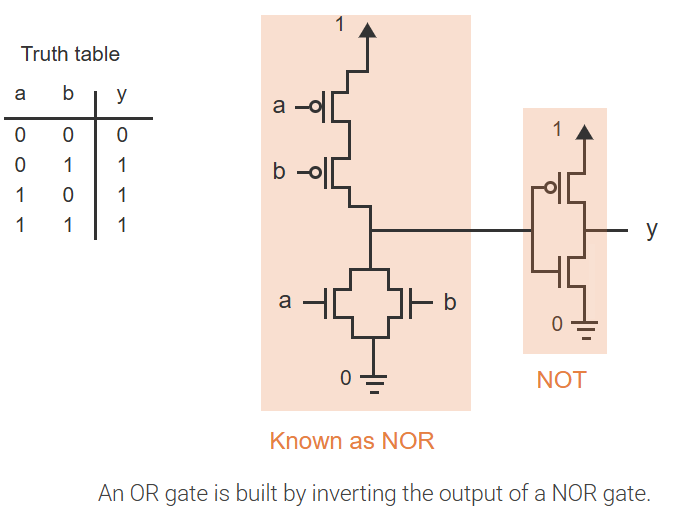 Truth table
a b y
0 0 0
0 1 1
1 0 1
1 1 1
1
a
b
a b
0
Known as NOR
1
y
0
NOT
An OR gate is built by inverting the output of a NOR gate.